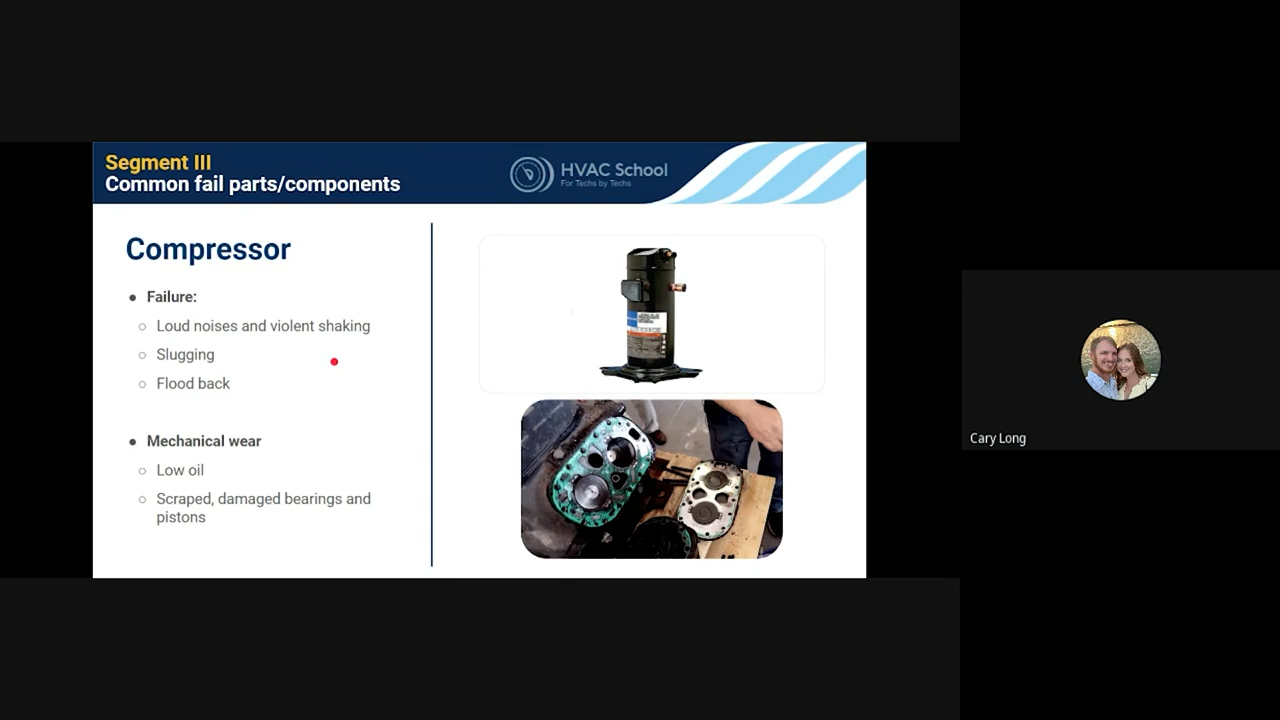 Segment III
Common fail parts/components
HVAC School
For Techs by Techs
Compressor
Failure:
Loud noises and violent shaking
Slugging
Flood back
Mechanical wear
Low oil
Scraped, damaged bearings and
pistons
Cary Long